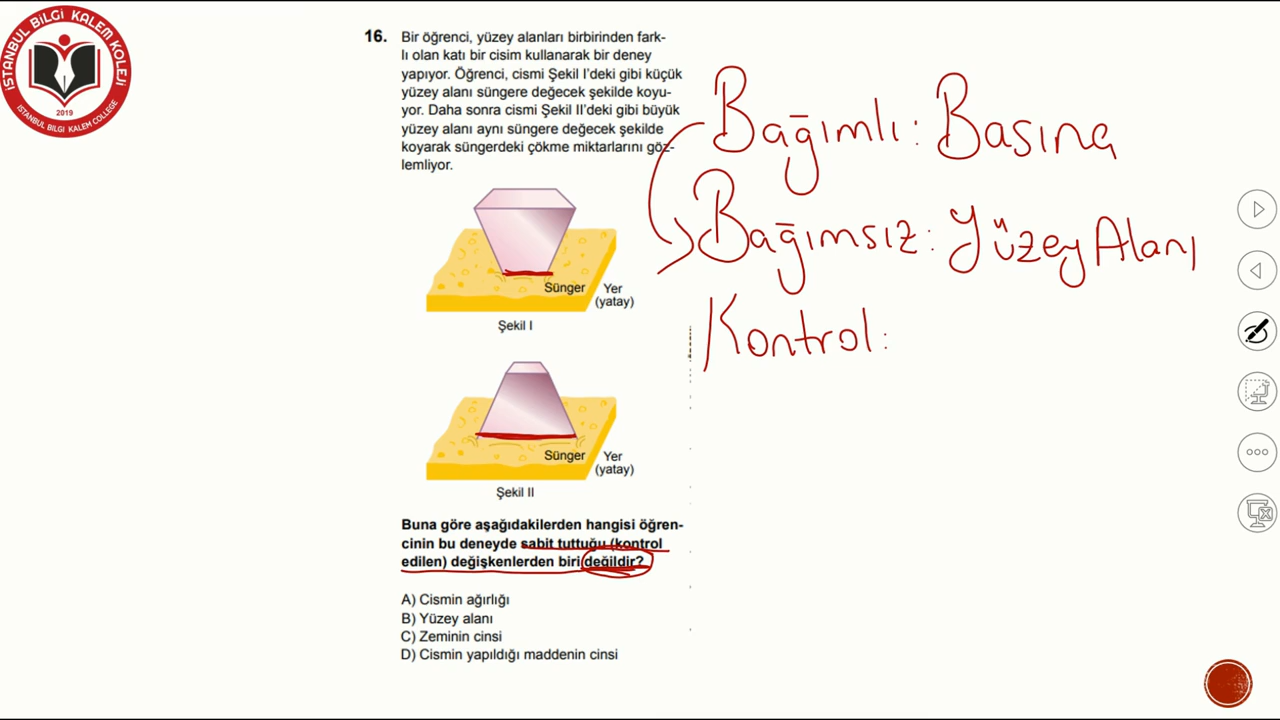 İSTANBUL BİLGİ KALEM KOLEJİ
2019
ISTANBUL BILGI KALEM COLLEGE
16. Bir öğrenci, yüzey alanları birbirinden fark-
lı olan katı bir cisim kullanarak bir deney
yapıyor. Öğrenci, cismi Şekil I'deki gibi küçük
yüzey alanı süngere değecek şekilde koyu-
yor. Daha sonra cismi Şekil II'deki gibi büyük
yüzey alanı aynı süngere değecek şekilde
koyarak süngerdeki çökme miktarlarını göz-
lemliyor.
Sünger
Yer
(yatay)
Şekil I
Sünger
Yer
(yatay)
Şekil II
Buna göre aşağıdakilerden hangisi öğren-
cinin bu deneyde sabit tuttuğu (kontrol
edilen) değişkenlerden biri değildir?
A) Cismin ağırlığı
B) Yüzey alanı
C) Zeminin cinsi
D) Cismin yapıldığı maddenin cinsi
Bağımlı: Basınç
Bağımsız: Yüzey Alanı
Kontrol: